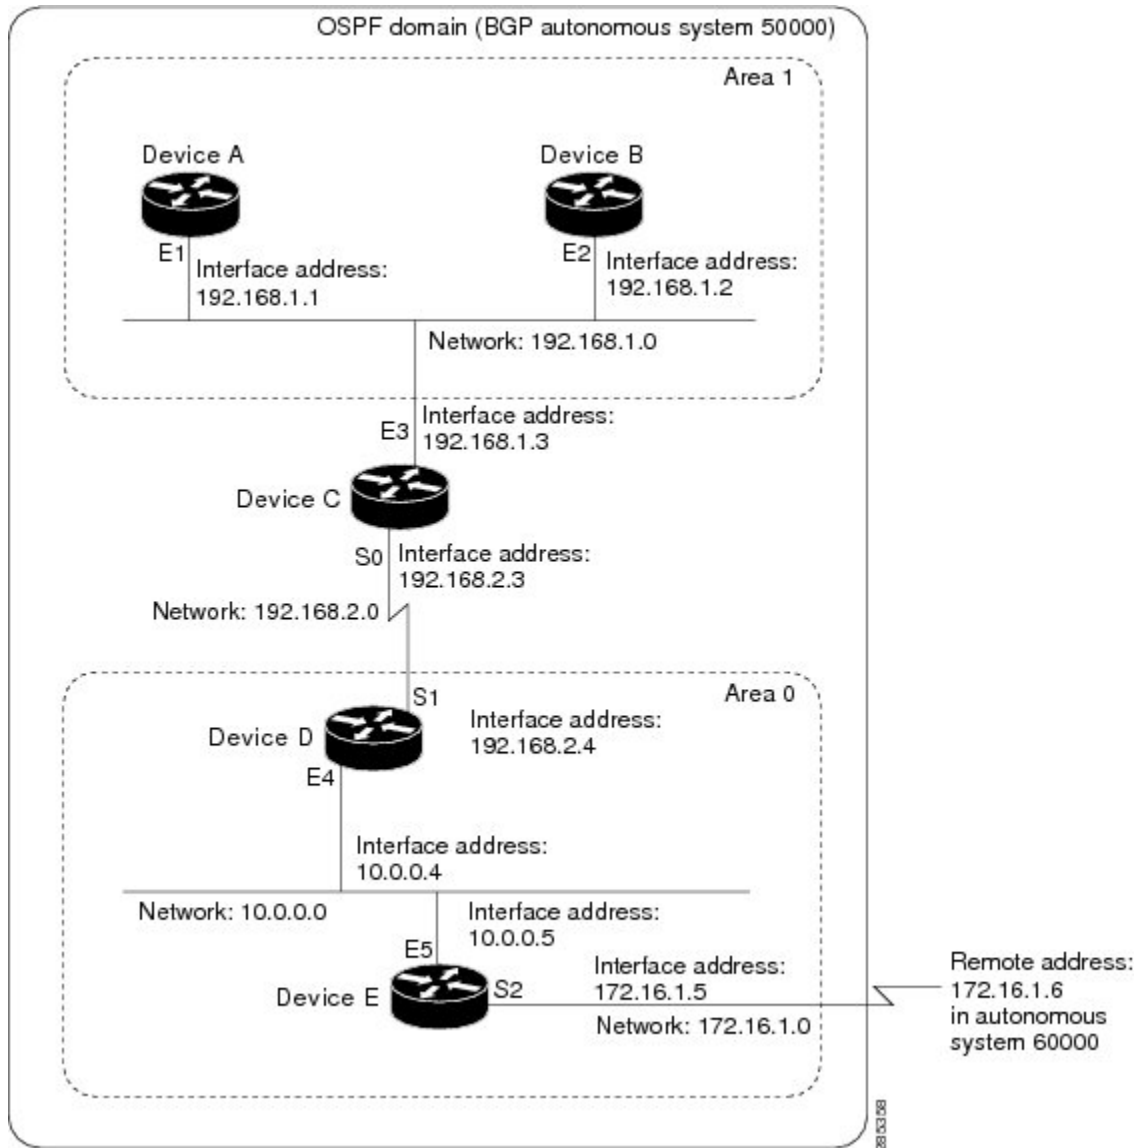 OSPF domain (BGP autonomous system 50000)
Area 1
Device A
Device B
E1
Interface address:
192.168.1.1
E2
Interface address:
192.168.1.2
Network: 192.168.1.0
E3
Interface address:
192.168.1.3
Device C
S0
Interface address:
192.168.2.3
Network: 192.168.2.0
Area 0
S1
Device D
Interface address:
192.168.2.4
E4
Interface address:
10.0.0.4
Network: 10.0.0.0
Interface address:
10.0.0.5
E5
Device E
S2
Interface address:
172.16.1.5
Network: 172.16.1.0
Remote address:
172.16.1.6
in autonomous
system 60000